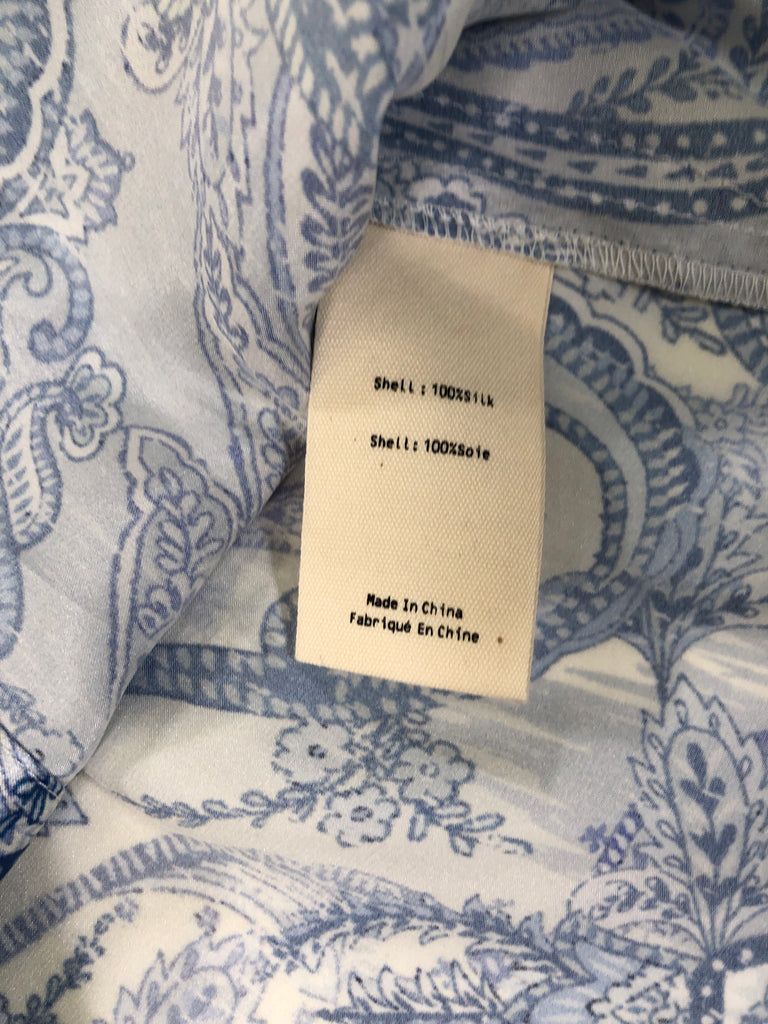 Shell : 100%Silk
Shell: 100%Soie
Made In China
Fabriqué En Chine